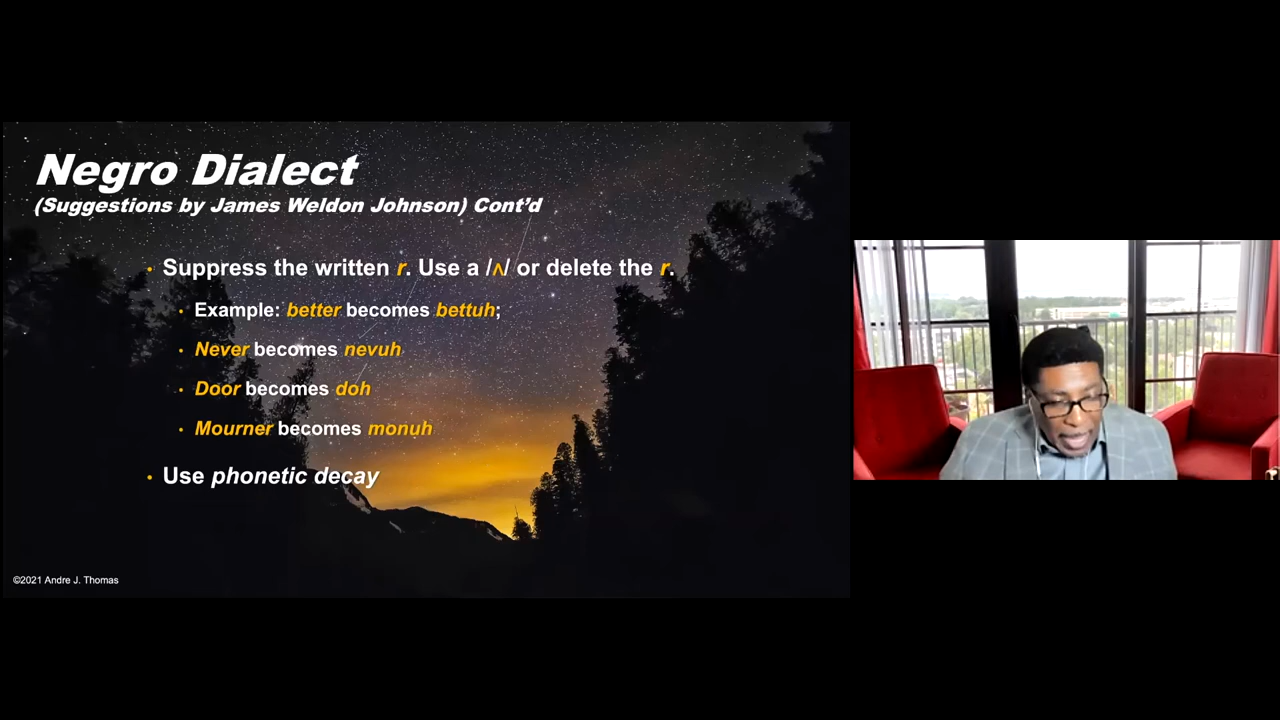 Negro Dialect
(Suggestions by James Weldon Johnson) Cont'd
• Suppress the written r. Use a /ʌ/ or delete the r.
• Example: better becomes bettuh;
• Never becomes nevuh
• Door becomes doh
• Mourner becomes monuh
• Use phonetic decay
©2021 Andre J. Thomas